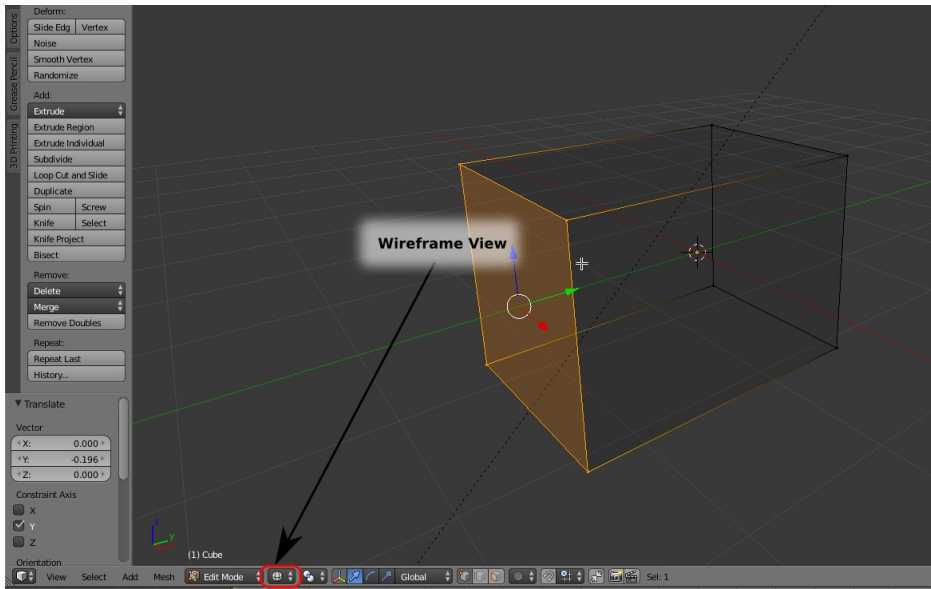 Options
Grease Pencil
3D Printing
Deform:
Slide Edg Vertex
Noise
Smooth Vertex
Randomize
Add:
Extrude
Extrude Region
Extrude Individual
Subdivide
Loop Cut and Slide
Duplicate
Spin Screw
Knife Select
Knife Project
Bisect
Remove:
Delete
Merge
Remove Doubles
Repeat:
Repeat Last
History...
Translate
Vector
X: 0.000
Y: -0.196
Z: 0.000
Constraint Axis
X
Y
Z
Orientation
Wireframe View
z
y
(1) Cube
View Select Add Mesh Edit Mode Global Sel: 1